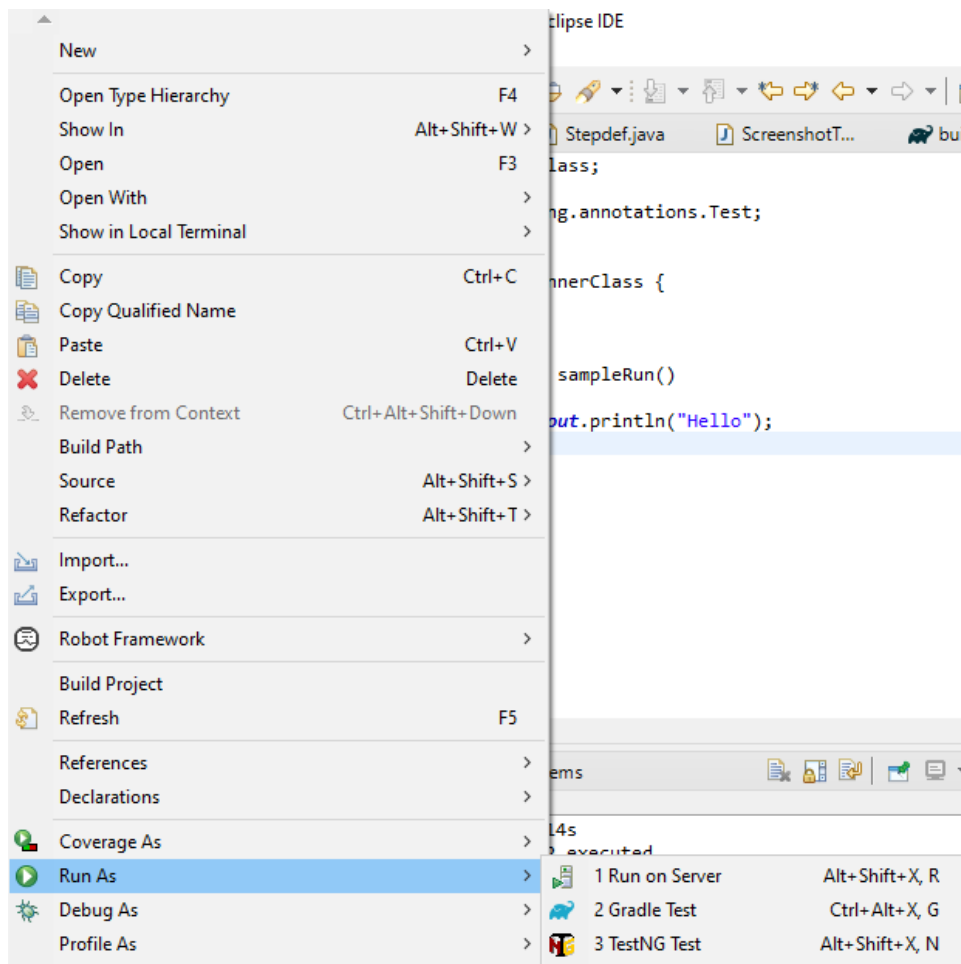 clipse IDE
New
Open Type Hierarchy F4
Show In Alt+Shift+W >
Open F3
Open With >
Show in Local Terminal >
Copy Ctrl+C
Copy Qualified Name
Paste Ctrl+V
Delete Delete
Remove from Context Ctrl+Alt+Shift+Down
Build Path >
Source Alt+Shift+S >
Refactor Alt+Shift+T >
Import...
Export...
Robot Framework >
Build Project
Refresh F5
References >
Declarations >
Coverage As >
Run As >
Debug As >
Profile As >
Stepdef.java ScreenshotT... bu
lass;
ng.annotations.Test;
nnerClass {
sampleRun()
out.println("Hello");
ems
14s
executed
1 Run on Server Alt+Shift+X, R
2 Gradle Test Ctrl+Alt+X, G
3 TestNG Test Alt+Shift+X, N